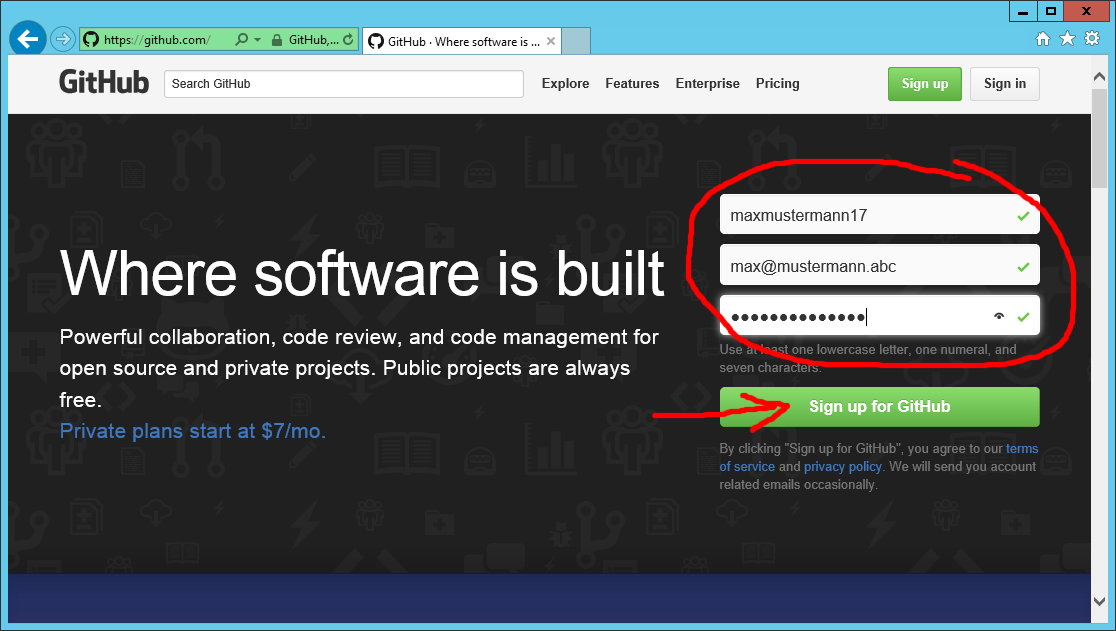 https://github.com/
GitHub,...
GitHub · Where software is ...
GitHub
Search GitHub
Explore
Features
Enterprise
Pricing
Sign up
Sign in
Where software is built
Powerful collaboration, code review, and code management for
open source and private projects. Public projects are always
free.
Private plans start at $7/mo.
maxmustermann17
max@mustermann.abc
Use at least one lowercase letter, one numeral, and
seven characters.
Sign up for GitHub
By clicking "Sign up for GitHub", you agree to our terms
of service and privacy policy. We will send you account
related emails occasionally.